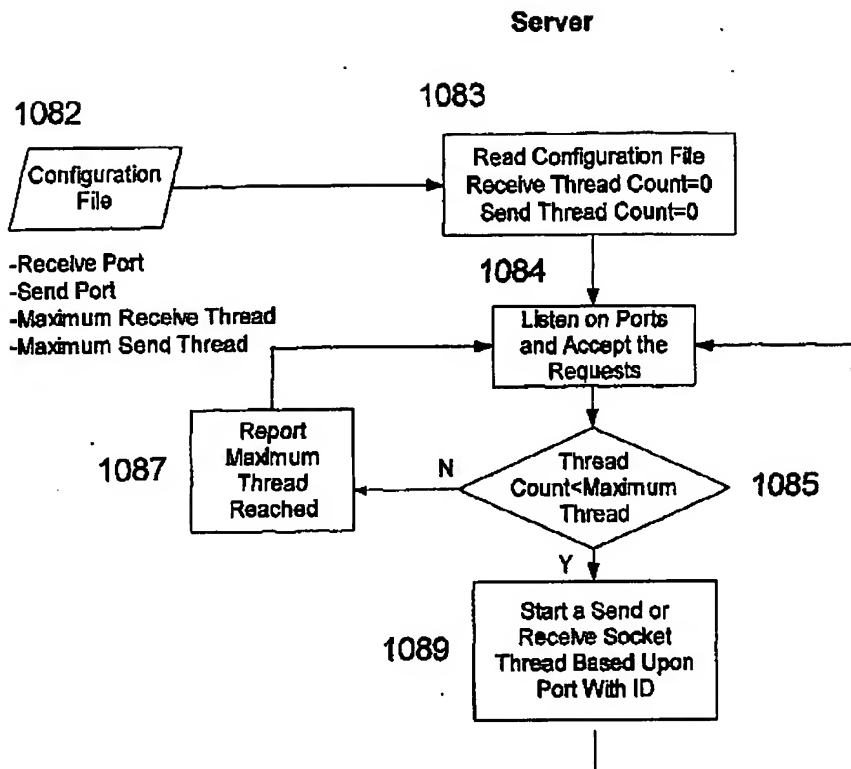 Server
1082
1083
Configuration
File
Read Configuration File
Receive Thread Count=0
Send Thread Count=0
-Receive Port
-Send Port
-Maximum Receive Thread
-Maximum Send Thread
1084
Listen on Ports
and Accept the
Requests
1087
Report
Maximum
Thread
Reached
N
Thread
Count<Maximum
Thread
1085
Y
1089
Start a Send or
Receive Socket
Thread Based Upon
Port With ID